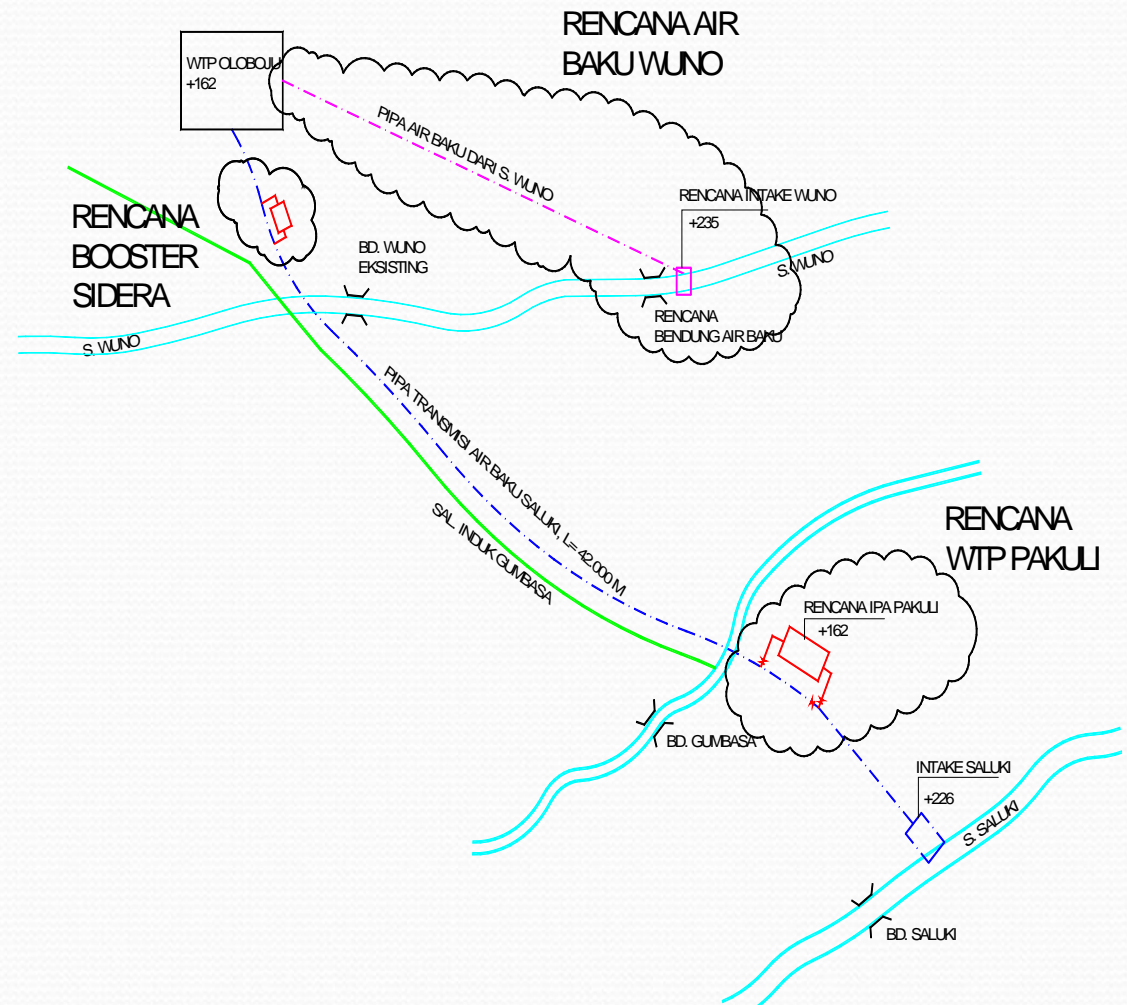 RENCANA AIR
BAKU WUNO
WTP OLOBOJU
+162
PIPA AIR BAKU DARI S. WUNO
RENCANA INTAKE WUNO
+235
RENCANA
BOOSTER
SIDERA
BD. WUNO
EKSISTING
S. WUNO
RENCANA
BENDUNG AIR BAKU
S. WUNO
PIPA TRANSMISI AIR BAKU SALUKI, L= 42.000 M
SAL. INDUK GUMBASA
RENCANA
WTP PAKULI
RENCANA IPA PAKULI
+162
BD. GUMBASA
INTAKE SALUKI
+226
S. SALUKI
BD. SALUKI